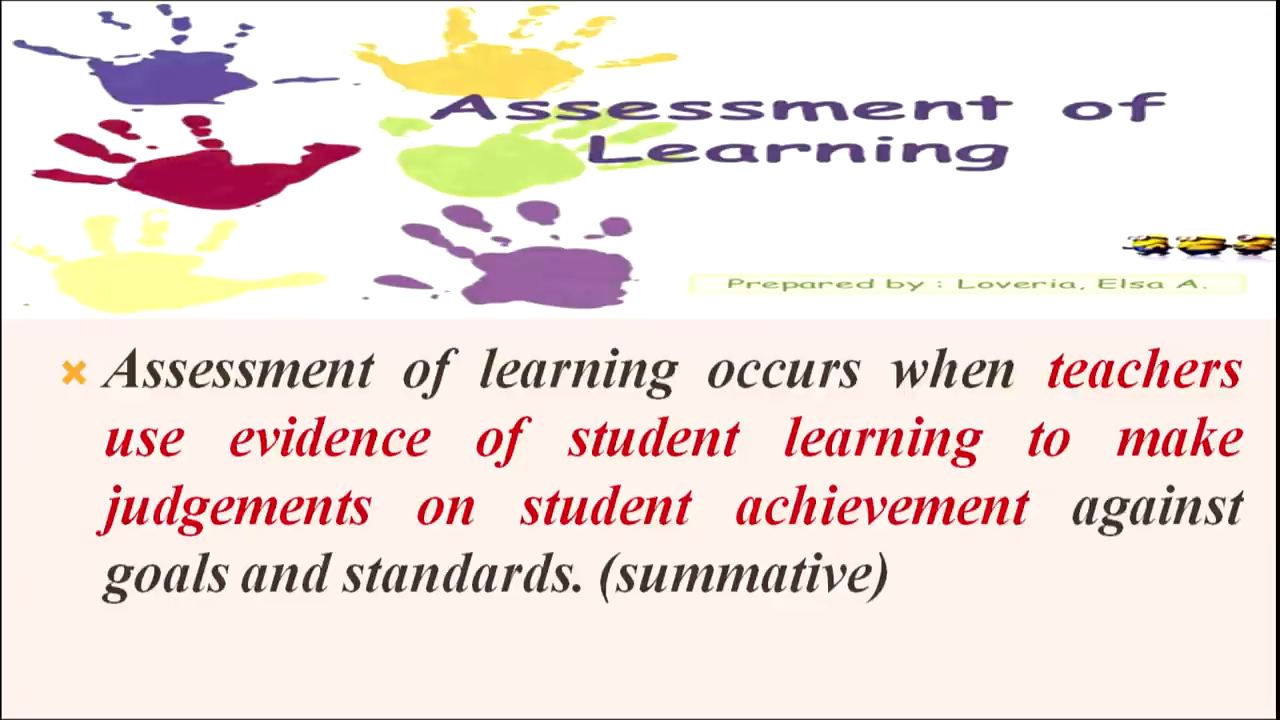 Assessment of
Learning
Prepared by : Loveria, Elsa A.
Assessment of learning occurs when teachers
use evidence of student learning to make
judgements on student achievement against
goals and standards. (summative)